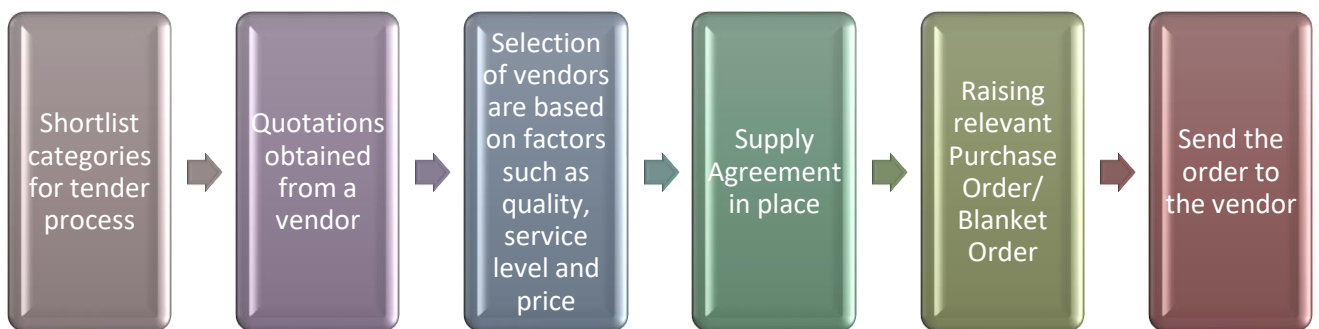 Shortlist
categories
for tender
process
Quotations
obtained
from a
vendor
Selection
of vendors
are based
on factors
such as
quality,
service
level and
price
Supply
Agreement
in place
Raising
relevant
Purchase
Order/
Blanket
Order
Send the
order to
the vendor